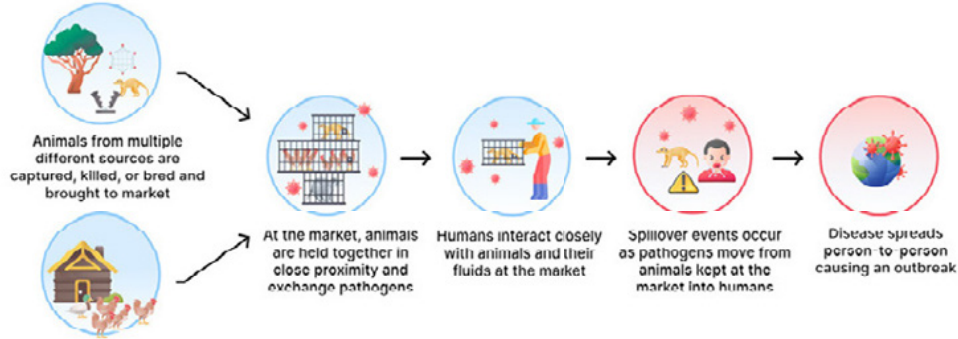 Animals from multiple
different sources are
captured, killed, or bred and
brought to market
At the market, animals
are held together in
close proximity and
exchange pathogens
Humans interact closely
with animals and their
fluids at the market
Spillover events occur
as pathogens move from
animals kept at the
market into humans
Disease spreads
person-to-person
causing an outbreak